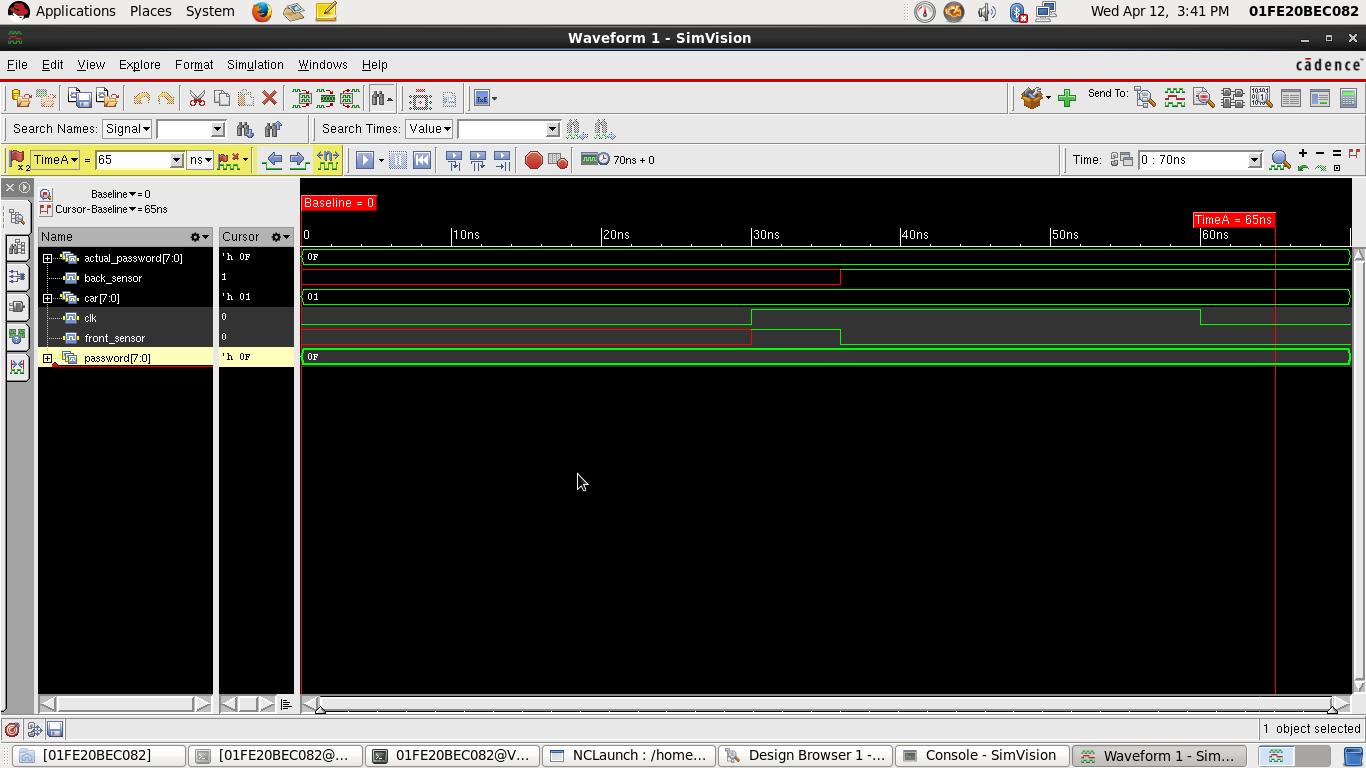 Applications Places System Wed Apr 12, 3:41 PM 01FE20BEC082
Waveform 1 - SimVision
File Edit View Explore Format Simulation Windows Help cādence
Send To:
Search Names: Signal Search Times: Value
TimeA = 65 ns 70ns + 0 Time: 0 : 70ns
x2
Baseline = 0
Cursor-Baseline = 65ns
Baseline = 0
TimeA = 65ns
Name Cursor 0 10ns 20ns 30ns 40ns 50ns 60ns
actual_password[7:0] 'h 0F 0F
back_sensor 1
car[7:0] 'h 01 01
clk 0
front_sensor 0
password[7:0] 'h 0F 0F
1 object selected
[01FE20BEC082] [01FE20BEC082@... 01FE20BEC082@V... NCLaunch : /home... Design Browser 1 -... Console - SimVision Waveform 1 - Sim...